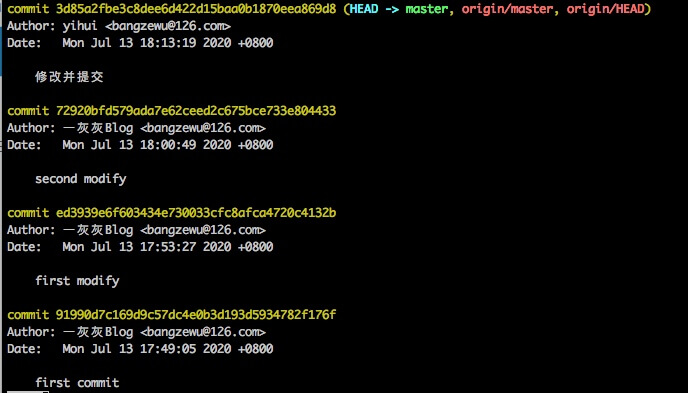 commit 3d85a2fbe3c8dee6d422d15baa0b1870eea869d8 (HEAD -> master, origin/master, origin/HEAD)
Author: yihui <bangzewu@126.com>
Date:   Mon Jul 13 18:13:19 2020 +0800
修改并提交
commit 72920bfd579ada7e62ceed2c675bce733e804433
Author: 一灰灰Blog <bangzewu@126.com>
Date:   Mon Jul 13 18:00:49 2020 +0800
second modify
commit ed3939e6f603434e730033cfc8afca4720c4132b
Author: 一灰灰Blog <bangzewu@126.com>
Date:   Mon Jul 13 17:53:27 2020 +0800
first modify
commit 91990d7c169d9c57dc4e0b3d193d5934782f176f
Author: 一灰灰Blog <bangzewu@126.com>
Date:   Mon Jul 13 17:49:05 2020 +0800
first commit